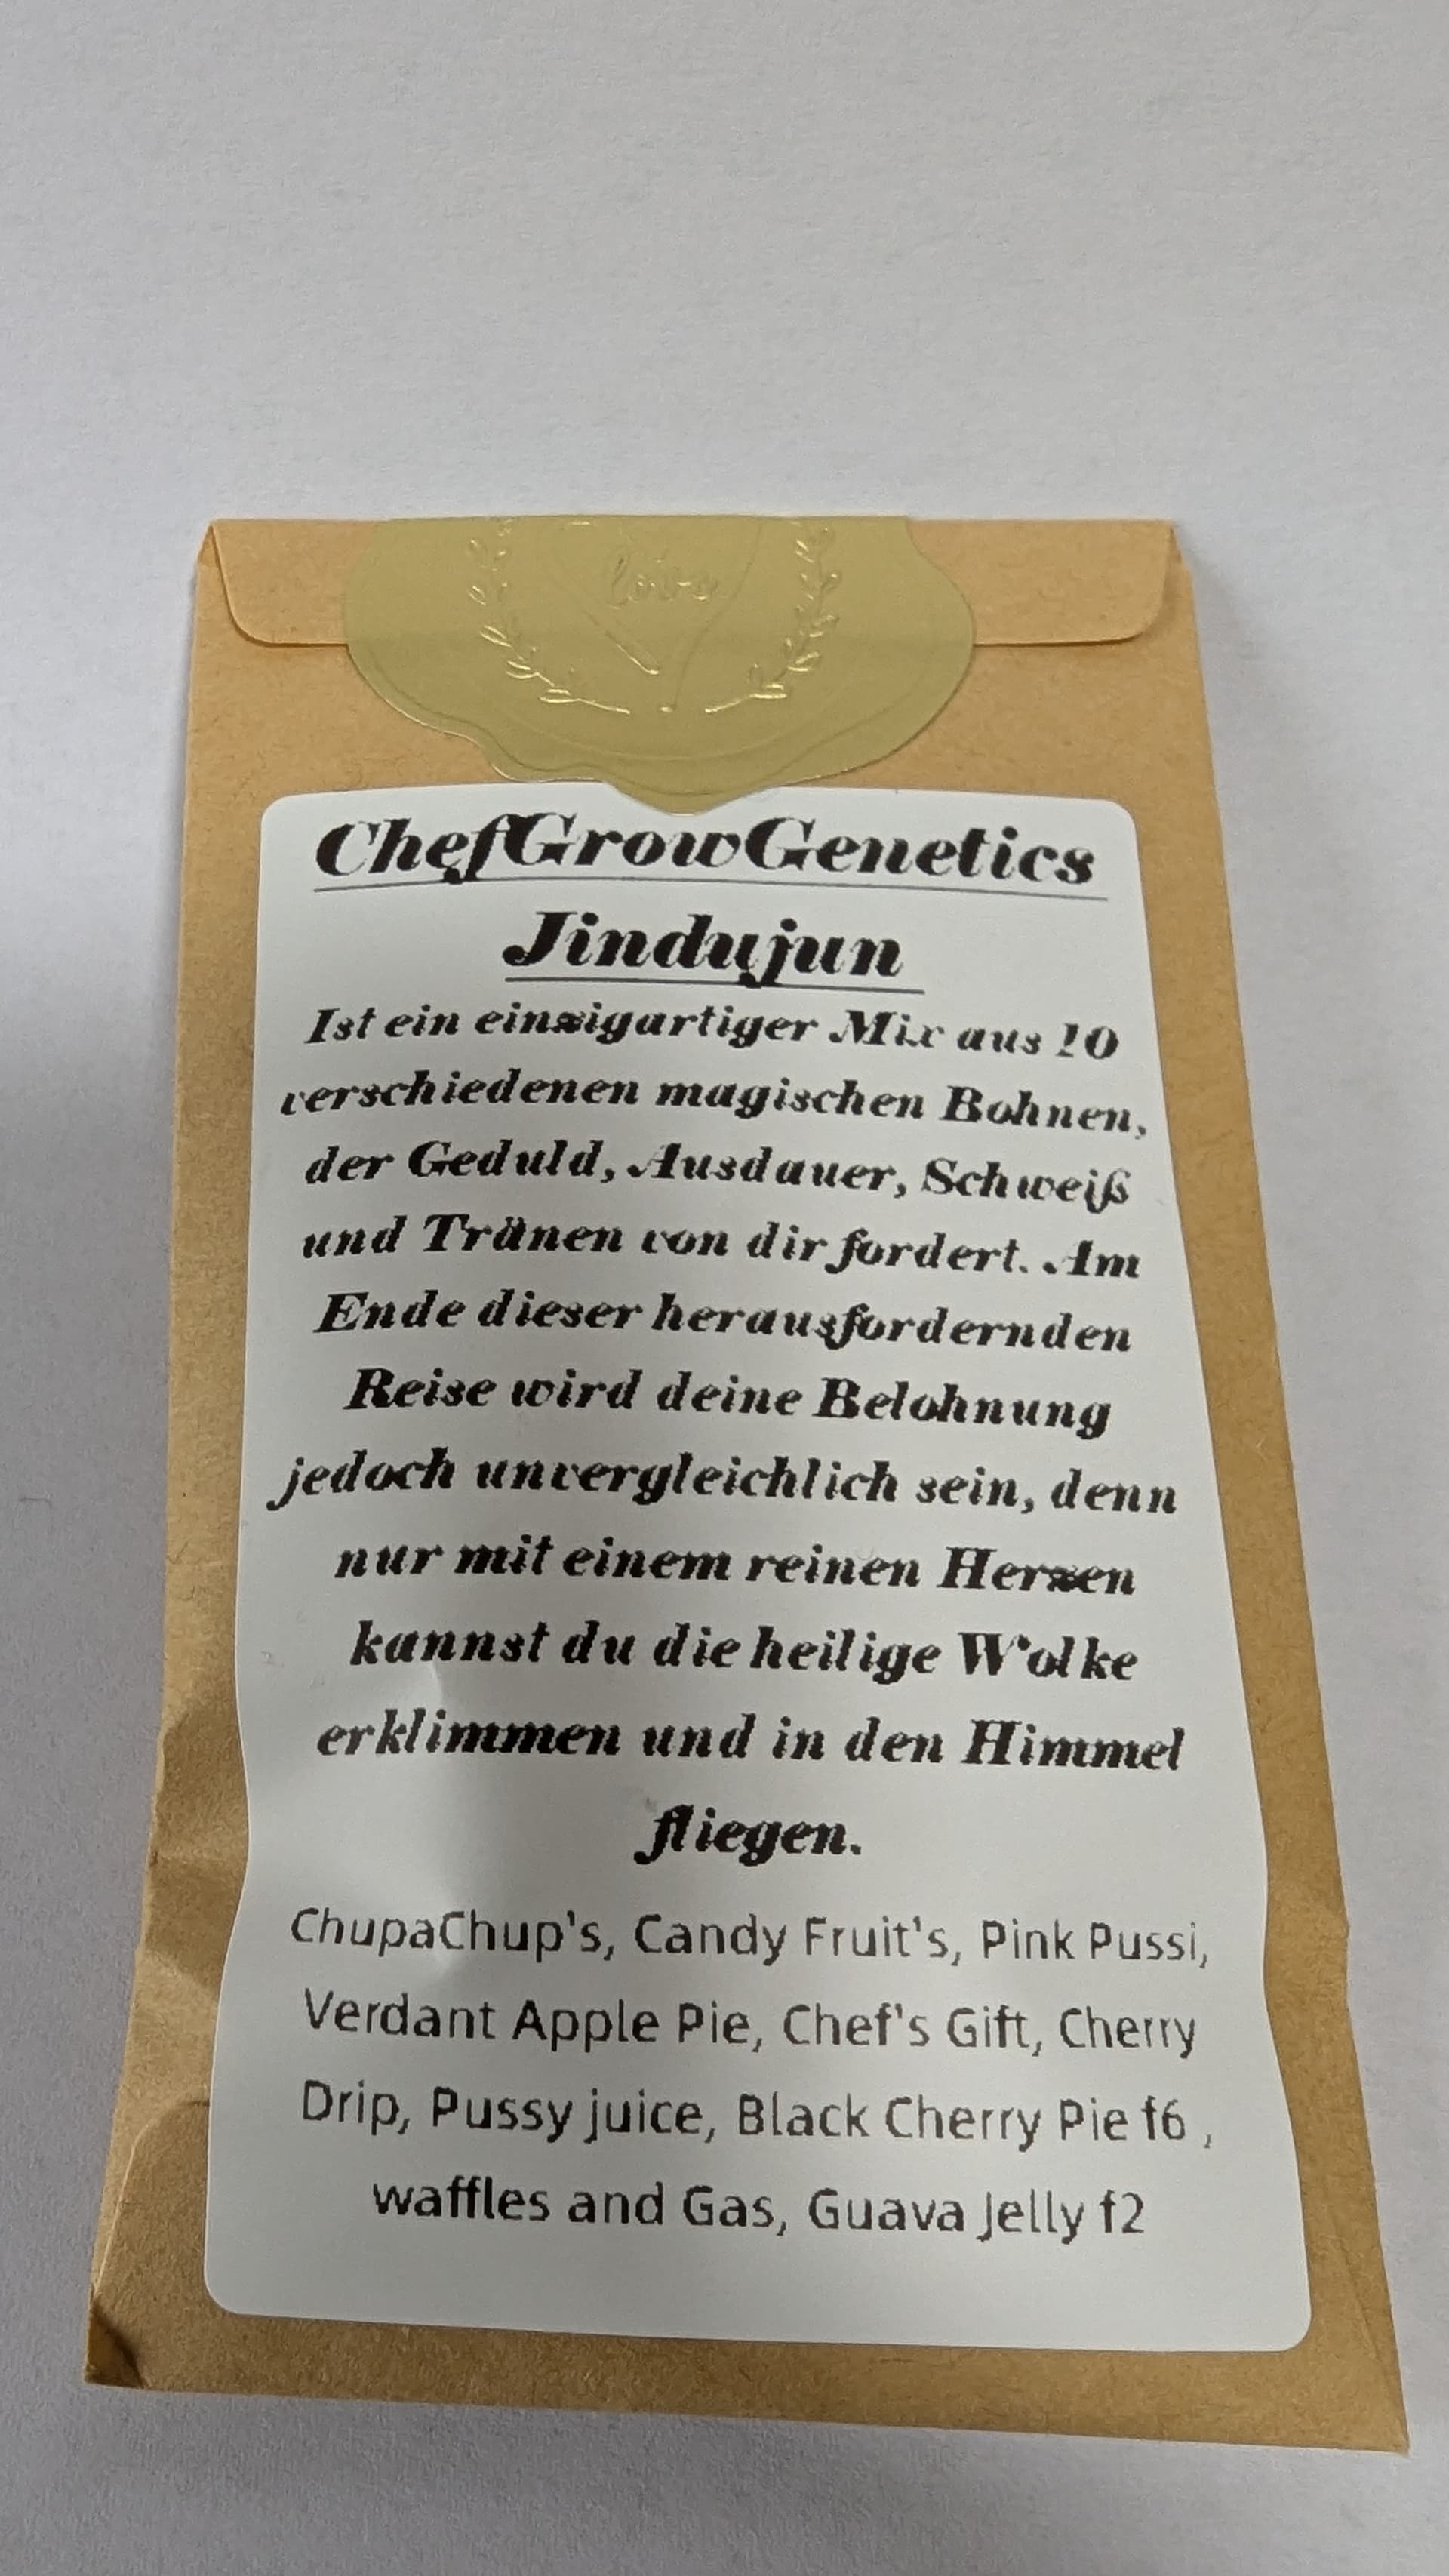 love
ChefGrowGenetics
Jindujun
Ist ein einzigartiger Mix aus 10
verschiedenen magischen Bohnen,
der Geduld, Ausdauer, Schweiß
und Tränen von dir fordert. Am
Ende dieser herausfordernden
Reise wird deine Belohnung
jedoch unvergleichlich sein, denn
nur mit einem reinen Herzen
kannst du die heilige Wolke
erklimmen und in den Himmel
fliegen.
ChupaChup's, Candy Fruit's, Pink Pussi,
Verdant Apple Pie, Chef's Gift, Cherry
Drip, Pussy juice, Black Cherry Pie f6 ,
waffles and Gas, Guava Jelly f2